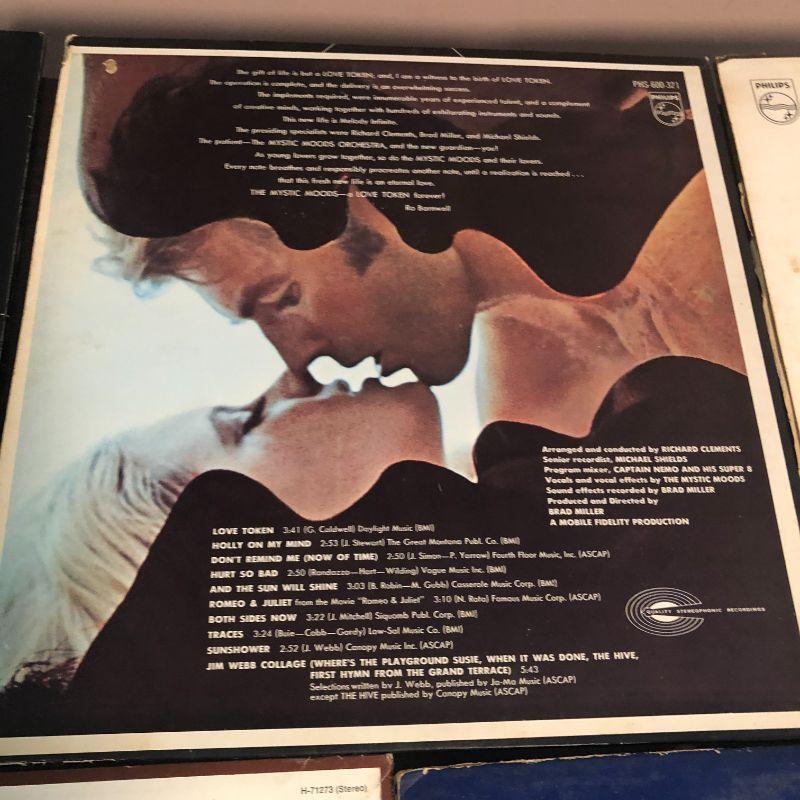 The gift of life is but a LOVE TOKEN; and, I am a witness to the birth of LOVE TOKEN.
The operation is complete, and the delivery is an overwhelming success.
The implements required, were innumerable years of experienced talent, and a complement
of creative minds, working together with hundreds of exhilarating instruments and sounds.
This new life is Melody Infinite.
The presiding specialists were Richard Clements, Brad Miller, and Michael Shields.
The patient—The MYSTIC MOODS ORCHESTRA, and the new guardian—you!
As young lovers grow together, so do the MYSTIC MOODS and their lovers.
Every note breathes and responsibly procreates another note, until a realization is reached . . .
that this fresh new life is an eternal love.
THE MYSTIC MOODS—a LOVE TOKEN forever!
Ro Barnwell
PHS 600-321
PHILIPS
PHILIPS
Arranged and conducted by RICHARD CLEMENTS
Senior recordist, MICHAEL SHIELDS
Program mixer, CAPTAIN NEMO AND HIS SUPER 8
Vocals and vocal effects by THE MYSTIC MOODS
Sound effects recorded by BRAD MILLER
Produced and Directed by
BRAD MILLER
A MOBILE FIDELITY PRODUCTION
LOVE TOKEN 3:41 (G. Caldwell) Daylight Music (BMI)
HOLLY ON MY MIND 2:53 (J. Stewart) The Great Montana Publ. Co. (BMI)
DON'T REMIND ME (NOW OF TIME) 2:50 (J. Simon—P. Yarrow) Fourth Floor Music, Inc. (ASCAP)
HURT SO BAD 2:50 (Randazzo—Hart—Wilding) Vogue Music Inc. (BMI)
AND THE SUN WILL SHINE 3:03 (B. Robin—M. Gubb) Casserole Music Corp. (BMI)
ROMEO & JULIET from the Movie "Romeo & Juliet" 3:10 (N. Rota) Famous Music Corp. (ASCAP)
BOTH SIDES NOW 3:22 (J. Mitchell) Siquomb Publ. Corp. (BMI)
TRACES 3:24 (Buie—Cobb—Gordy) Low-Sal Music Co. (BMI)
SUNSHOWER 2:52 (J. Webb) Canopy Music Inc. (ASCAP)
JIM WEBB COLLAGE (WHERE'S THE PLAYGROUND SUSIE, WHEN IT WAS DONE, THE HIVE,
FIRST HYMN FROM THE GRAND TERRACE) 5:43
Selections written by J. Webb, published by Ja-Ma Music (ASCAP)
except THE HIVE published by Canopy Music (ASCAP)
QUALITY STEREOPHONIC RECORDINGS
H-71273 (Stereo)